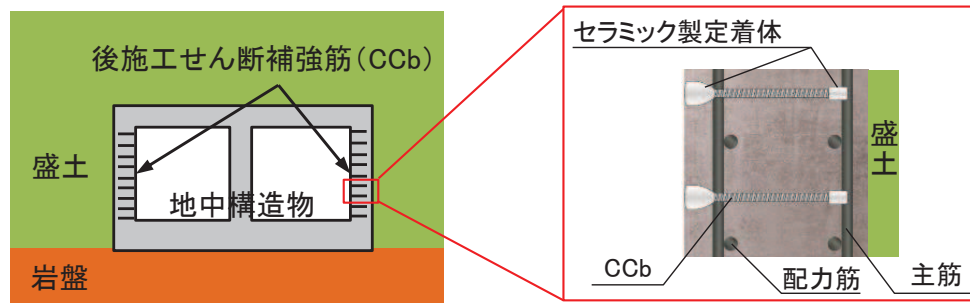 後施工せん断補強筋(CCb)
盛土
地中構造物
岩盤
セラミック製定着体
盛土
CCb
配力筋
主筋